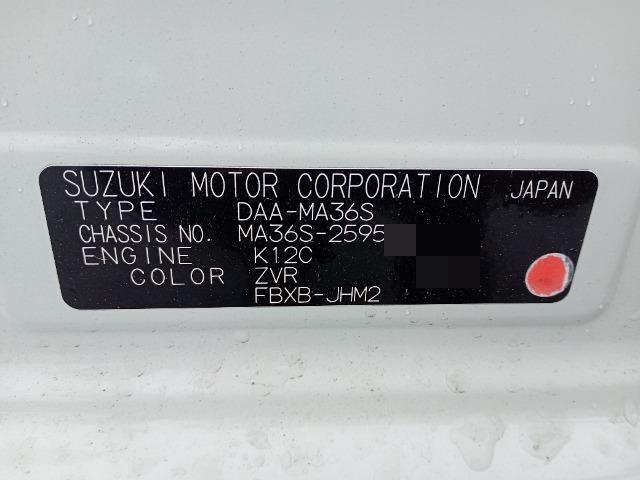 SUZUKI MOTOR CORPORATION JAPAN
TYPE DAA-MA36S
CHASSIS NO. MA36S-2595
ENGINE K12C
COLOR ZVR
FBXB-JHM2